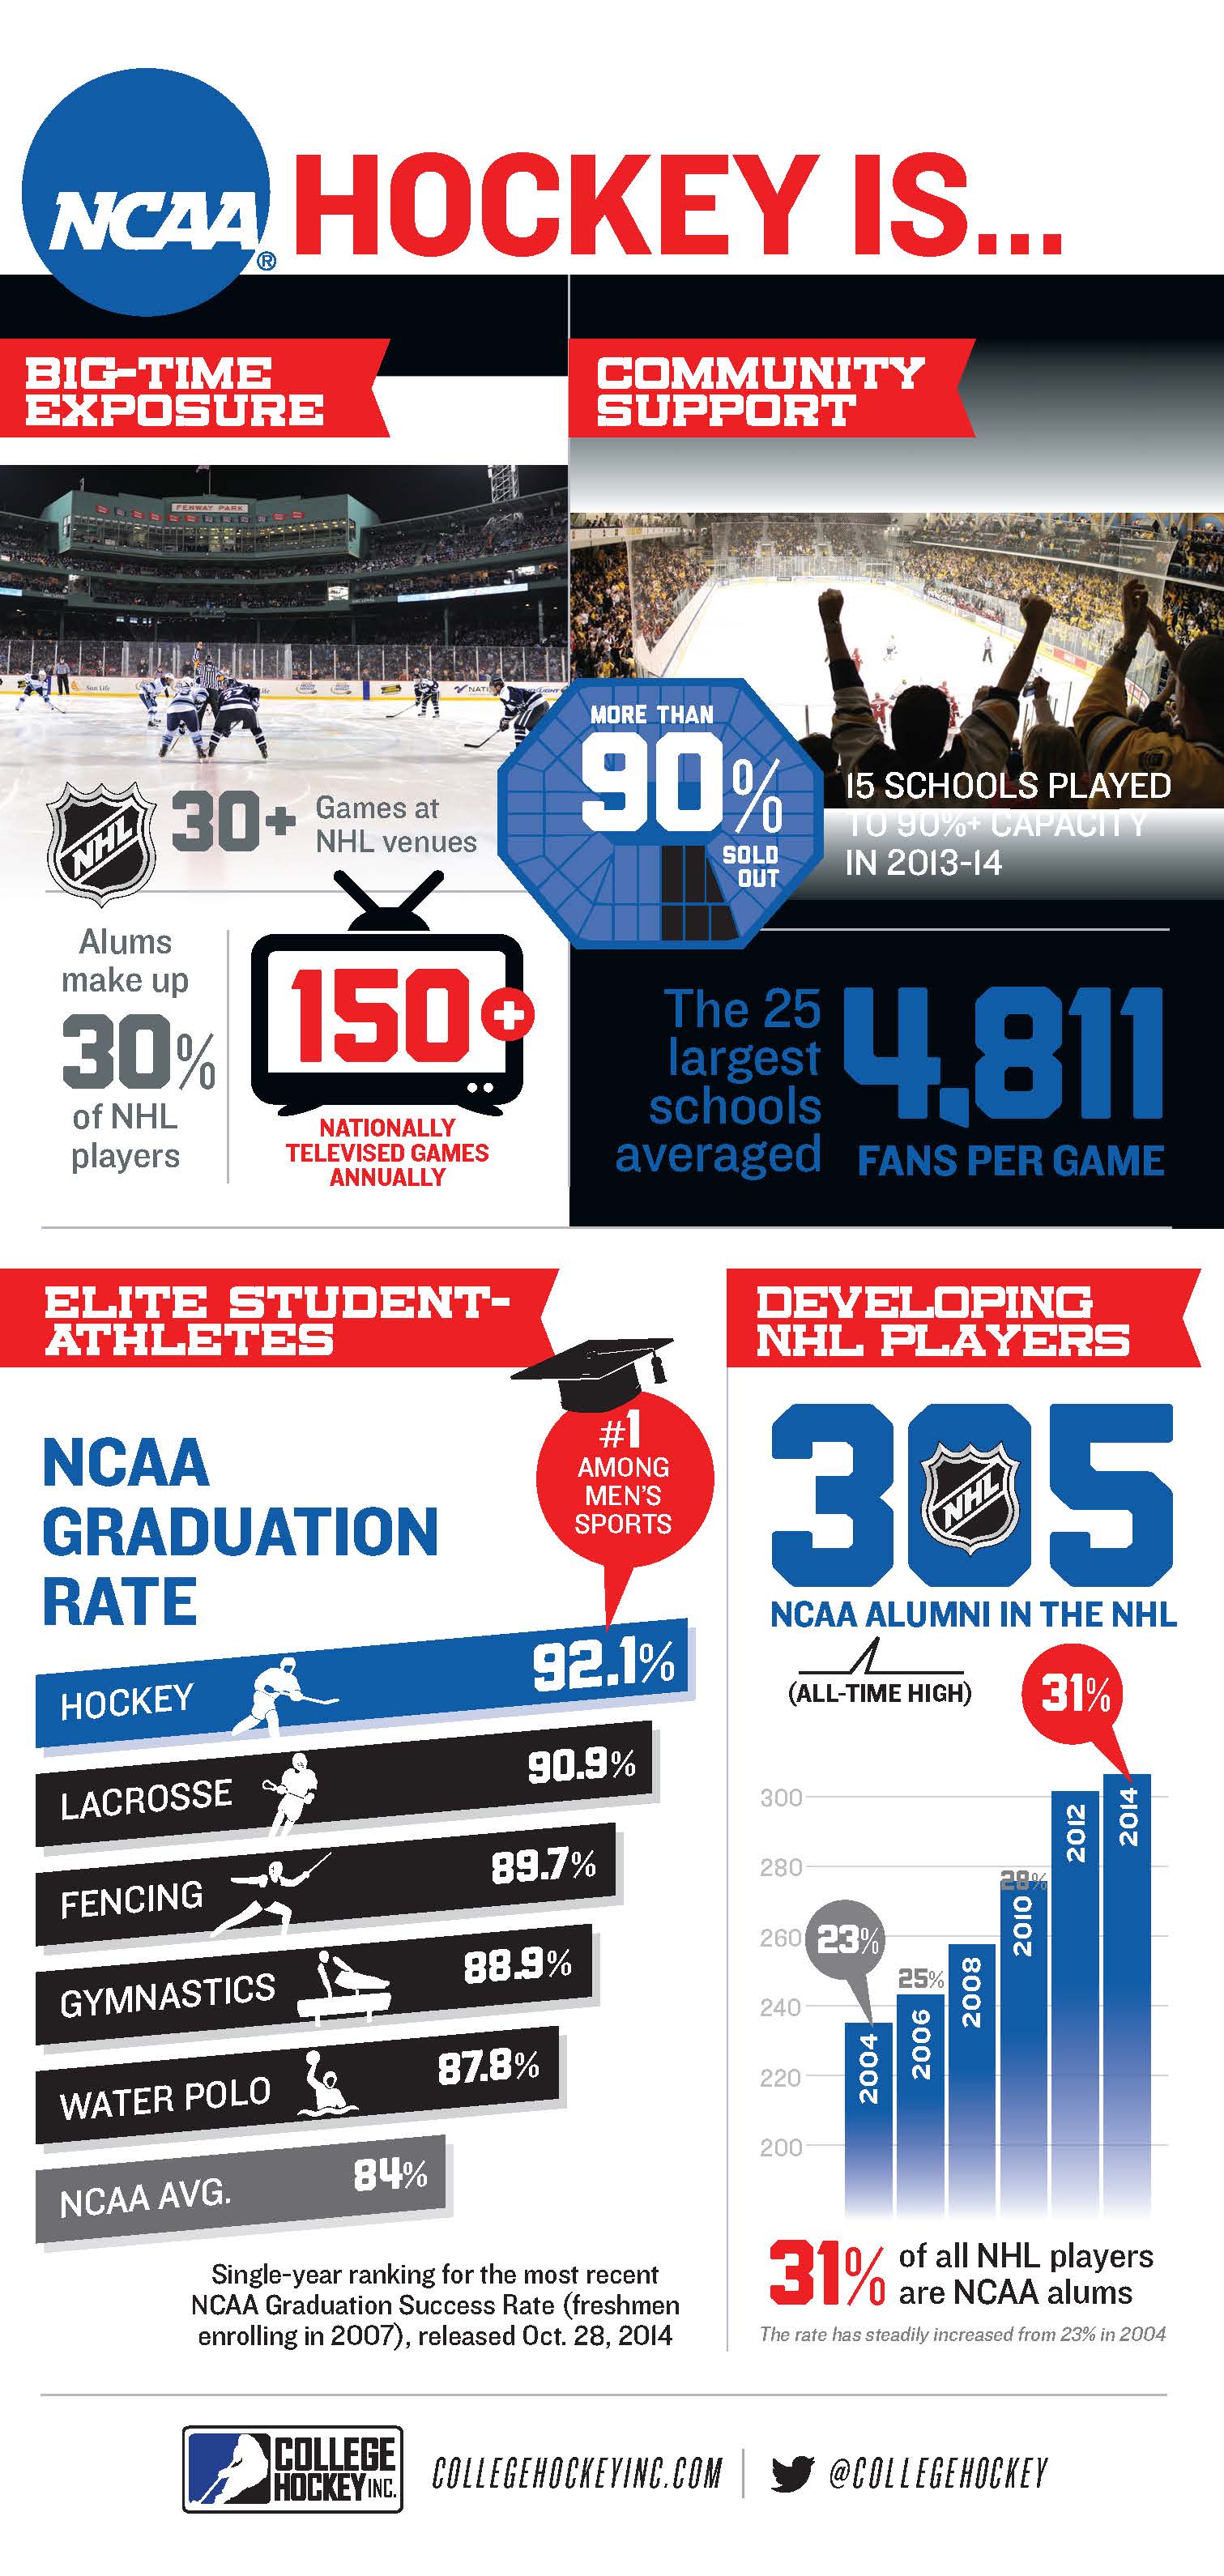 NCAA®
HOCKEY IS...
BIG-TIME
EXPOSURE
FENWAY PARK
Sun Life
NHL
30+
Games at
NHL venues
Alums
make up
30%
of NHL
players
150+
NATIONALLY
TELEVISED GAMES
ANNUALLY
COMMUNITY
SUPPORT
MORE THAN
90%
SOLD
OUT
15 SCHOOLS PLAYED
TO 90%+ CAPACITY
IN 2013-14
The 25
largest
schools
averaged
4,811
FANS PER GAME
ELITE STUDENT-
ATHLETES
#1
AMONG
MEN'S
SPORTS
NCAA
GRADUATION
RATE
HOCKEY 92.1%
LACROSSE 90.9%
FENCING 89.7%
GYMNASTICS 88.9%
WATER POLO 87.8%
NCAA AVG. 84%
Single-year ranking for the most recent
NCAA Graduation Success Rate (freshmen
enrolling in 2007), released Oct. 28, 2014
DEVELOPING
NHL PLAYERS
305
NHL
NCAA ALUMNI IN THE NHL
(ALL-TIME HIGH)
31%
300
280
260
240
220
200
23%
25%
28%
2004
2006
2008
2010
2012
2014
31% of all NHL players
are NCAA alums
The rate has steadily increased from 23% in 2004
COLLEGE
HOCKEY INC.
COLLEGEHOCKEYINC.COM
@COLLEGEHOCKEY